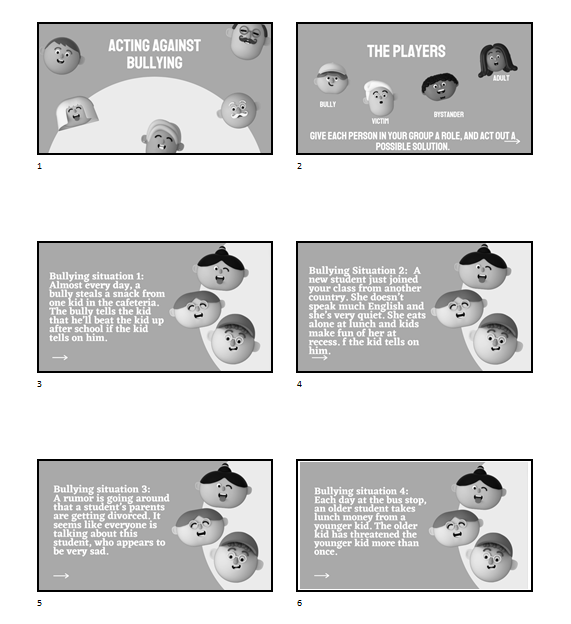 ACTING AGAINST
BULLYING
1
THE PLAYERS
BULLY
VICTIM
BYSTANDER
ADULT
GIVE EACH PERSON IN YOUR GROUP A ROLE, AND ACT OUT A
POSSIBLE SOLUTION.
2
Bullying situation 1:
Almost every day, a
bully steals a snack from
one kid in the cafeteria.
The bully tells the kid
that he'll beat the kid up
after school if the kid
tells on him.
3
Bullying Situation 2: A
new student just joined
your class from another
country. She doesn't
speak much English and
she's very quiet. She eats
alone at lunch and kids
make fun of her at
recess. f the kid tells on
him.
4
Bullying situation 3:
A rumor is going around
that a student's parents
are getting divorced. It
seems like everyone is
talking about this
student, who appears to
be very sad.
5
Bullying situation 4:
Each day at the bus stop,
an older student takes
lunch money from a
younger kid. The older
kid has threatened the
younger kid more than
once.
6